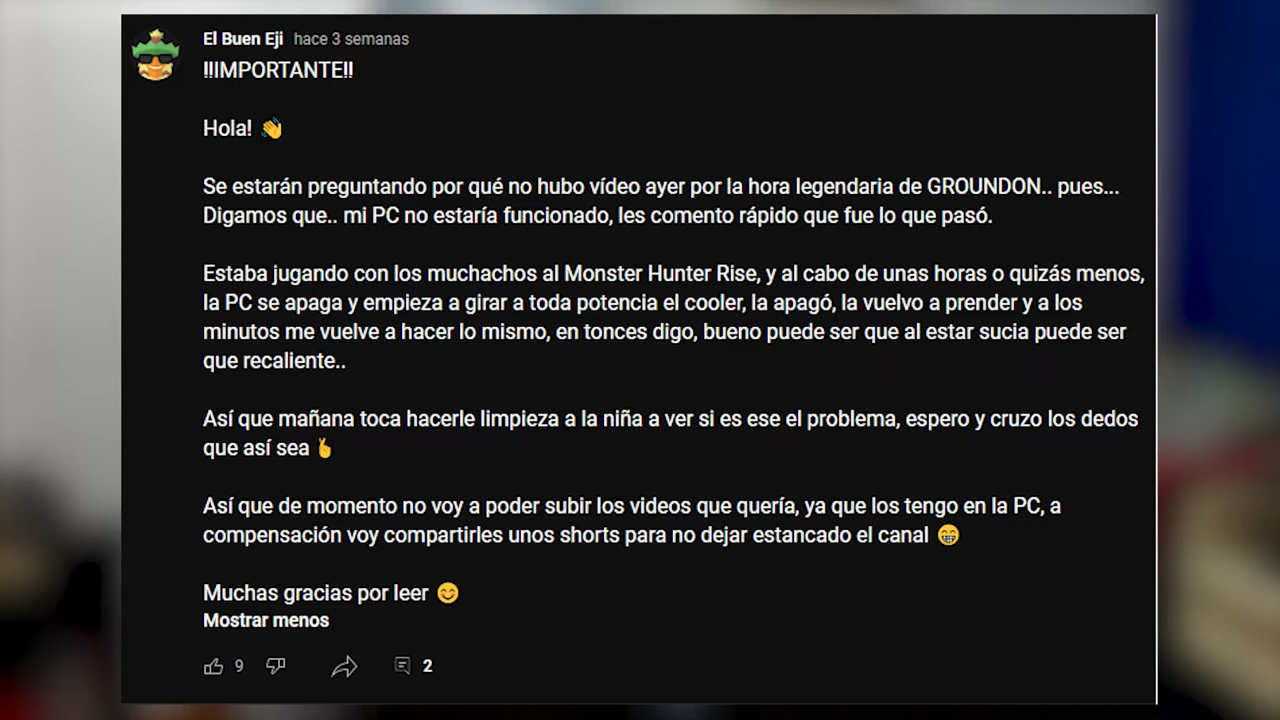 El Buen Eji hace 3 semanas
!!IMPORTANTE!!
Hola! 👋
Se estarán preguntando por qué no hubo vídeo ayer por la hora legendaria de GROUNDON.. pues...
Digamos que.. mi PC no estaría funcionado, les comento rápido que fue lo que pasó.
Estaba jugando con los muchachos al Monster Hunter Rise, y al cabo de unas horas o quizás menos,
la PC se apaga y empieza a girar a toda potencia el cooler, la apagó, la vuelvo a prender y a los
minutos me vuelve a hacer lo mismo, en tonces digo, bueno puede ser que al estar sucia puede ser
que recaliente..
Así que mañana toca hacerle limpieza a la niña a ver si es ese el problema, espero y cruzo los dedos
que así sea 🤞
Así que de momento no voy a poder subir los videos que quería, ya que los tengo en la PC, a
compensación voy compartirles unos shorts para no dejar estancado el canal 😁
Muchas gracias por leer 😊
Mostrar menos
9 2